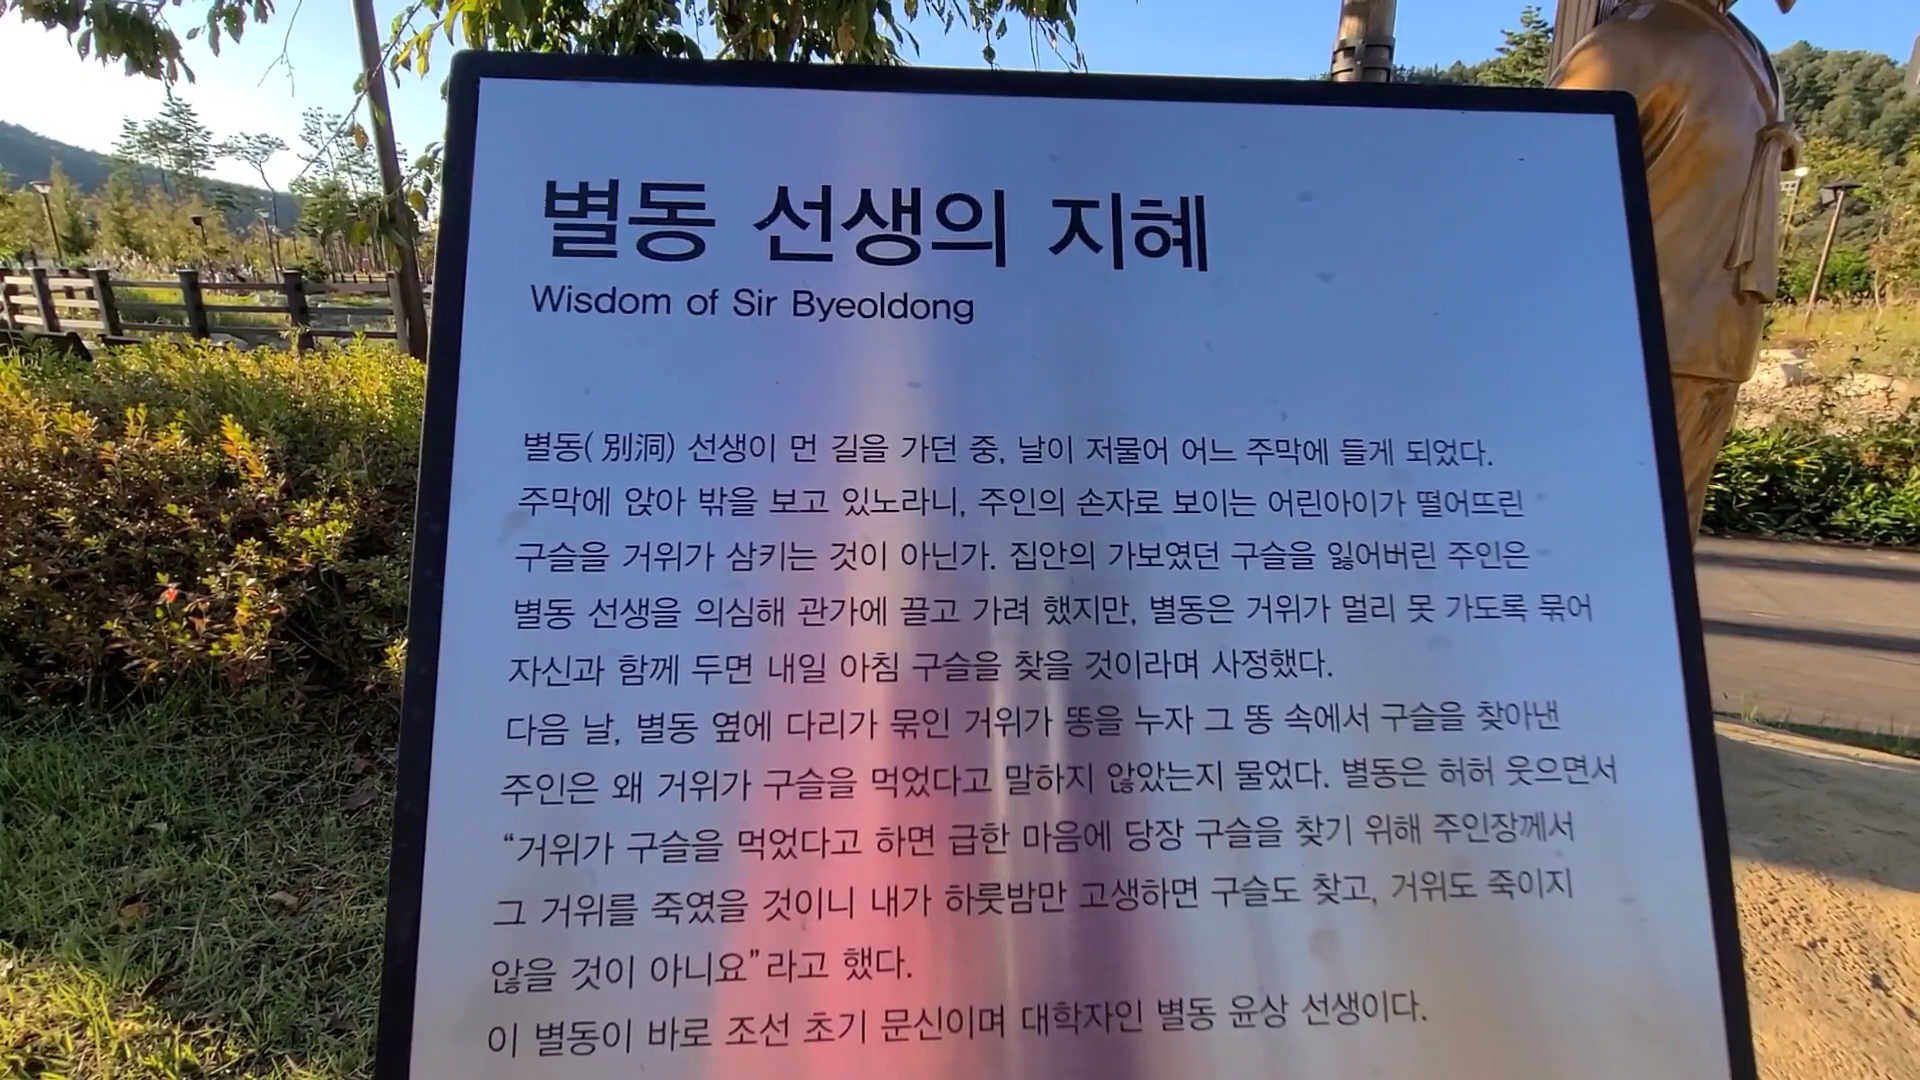 별동 선생의 지혜
Wisdom of Sir Byeoldong
별동( 別洞) 선생이 먼 길을 가던 중, 날이 저물어 어느 주막에 들게 되었다.
주막에 앉아 밖을 보고 있노라니, 주인의 손자로 보이는 어린아이가 떨어뜨린
구슬을 거위가 삼키는 것이 아닌가. 집안의 가보였던 구슬을 잃어버린 주인은
별동 선생을 의심해 관가에 끌고 가려 했지만, 별동은 거위가 멀리 못 가도록 묶어
자신과 함께 두면 내일 아침 구슬을 찾을 것이라며 사정했다.
다음 날, 별동 옆에 다리가 묶인 거위가 똥을 누자 그 똥 속에서 구슬을 찾아낸
주인은 왜 거위가 구슬을 먹었다고 말하지 않았는지 물었다. 별동은 허허 웃으면서
“거위가 구슬을 먹었다고 하면 급한 마음에 당장 구슬을 찾기 위해 주인장께서
그 거위를 죽였을 것이니 내가 하룻밤만 고생하면 구슬도 찾고, 거위도 죽이지
않을 것이 아니요”라고 했다.
이 별동이 바로 조선 초기 문신이며 대학자인 별동 윤상 선생이다.